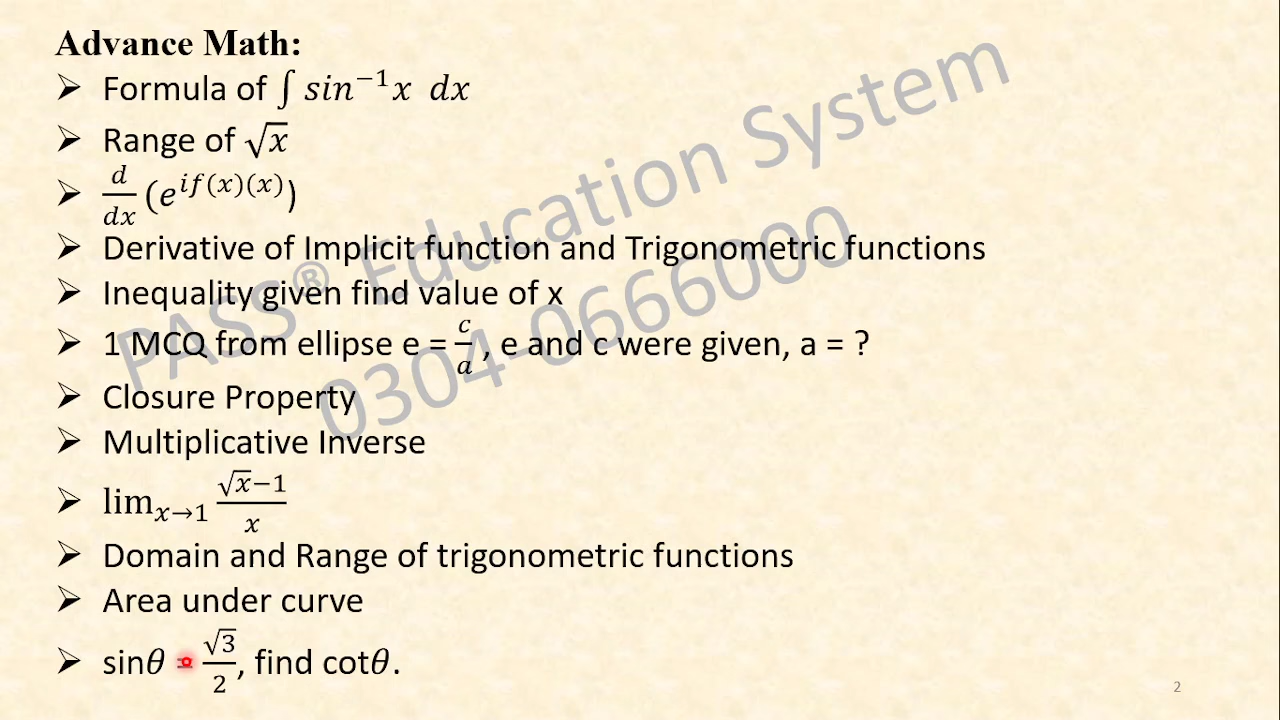 Advance Math:
➢ Formula of ∫ sin⁻¹x dx
➢ Range of √x
➢ d/dx (e^{if(x)(x)})
➢ Derivative of Implicit function and Trigonometric functions
➢ Inequality given find value of x
➢ 1 MCQ from ellipse e = c/a , e and c were given, a = ?
➢ Closure Property
➢ Multiplicative Inverse
➢ lim_{x→1} (√x−1)/x
➢ Domain and Range of trigonometric functions
➢ Area under curve
➢ sinθ = √3/2, find cotθ.
PASS® Education System
0304-0666000
2